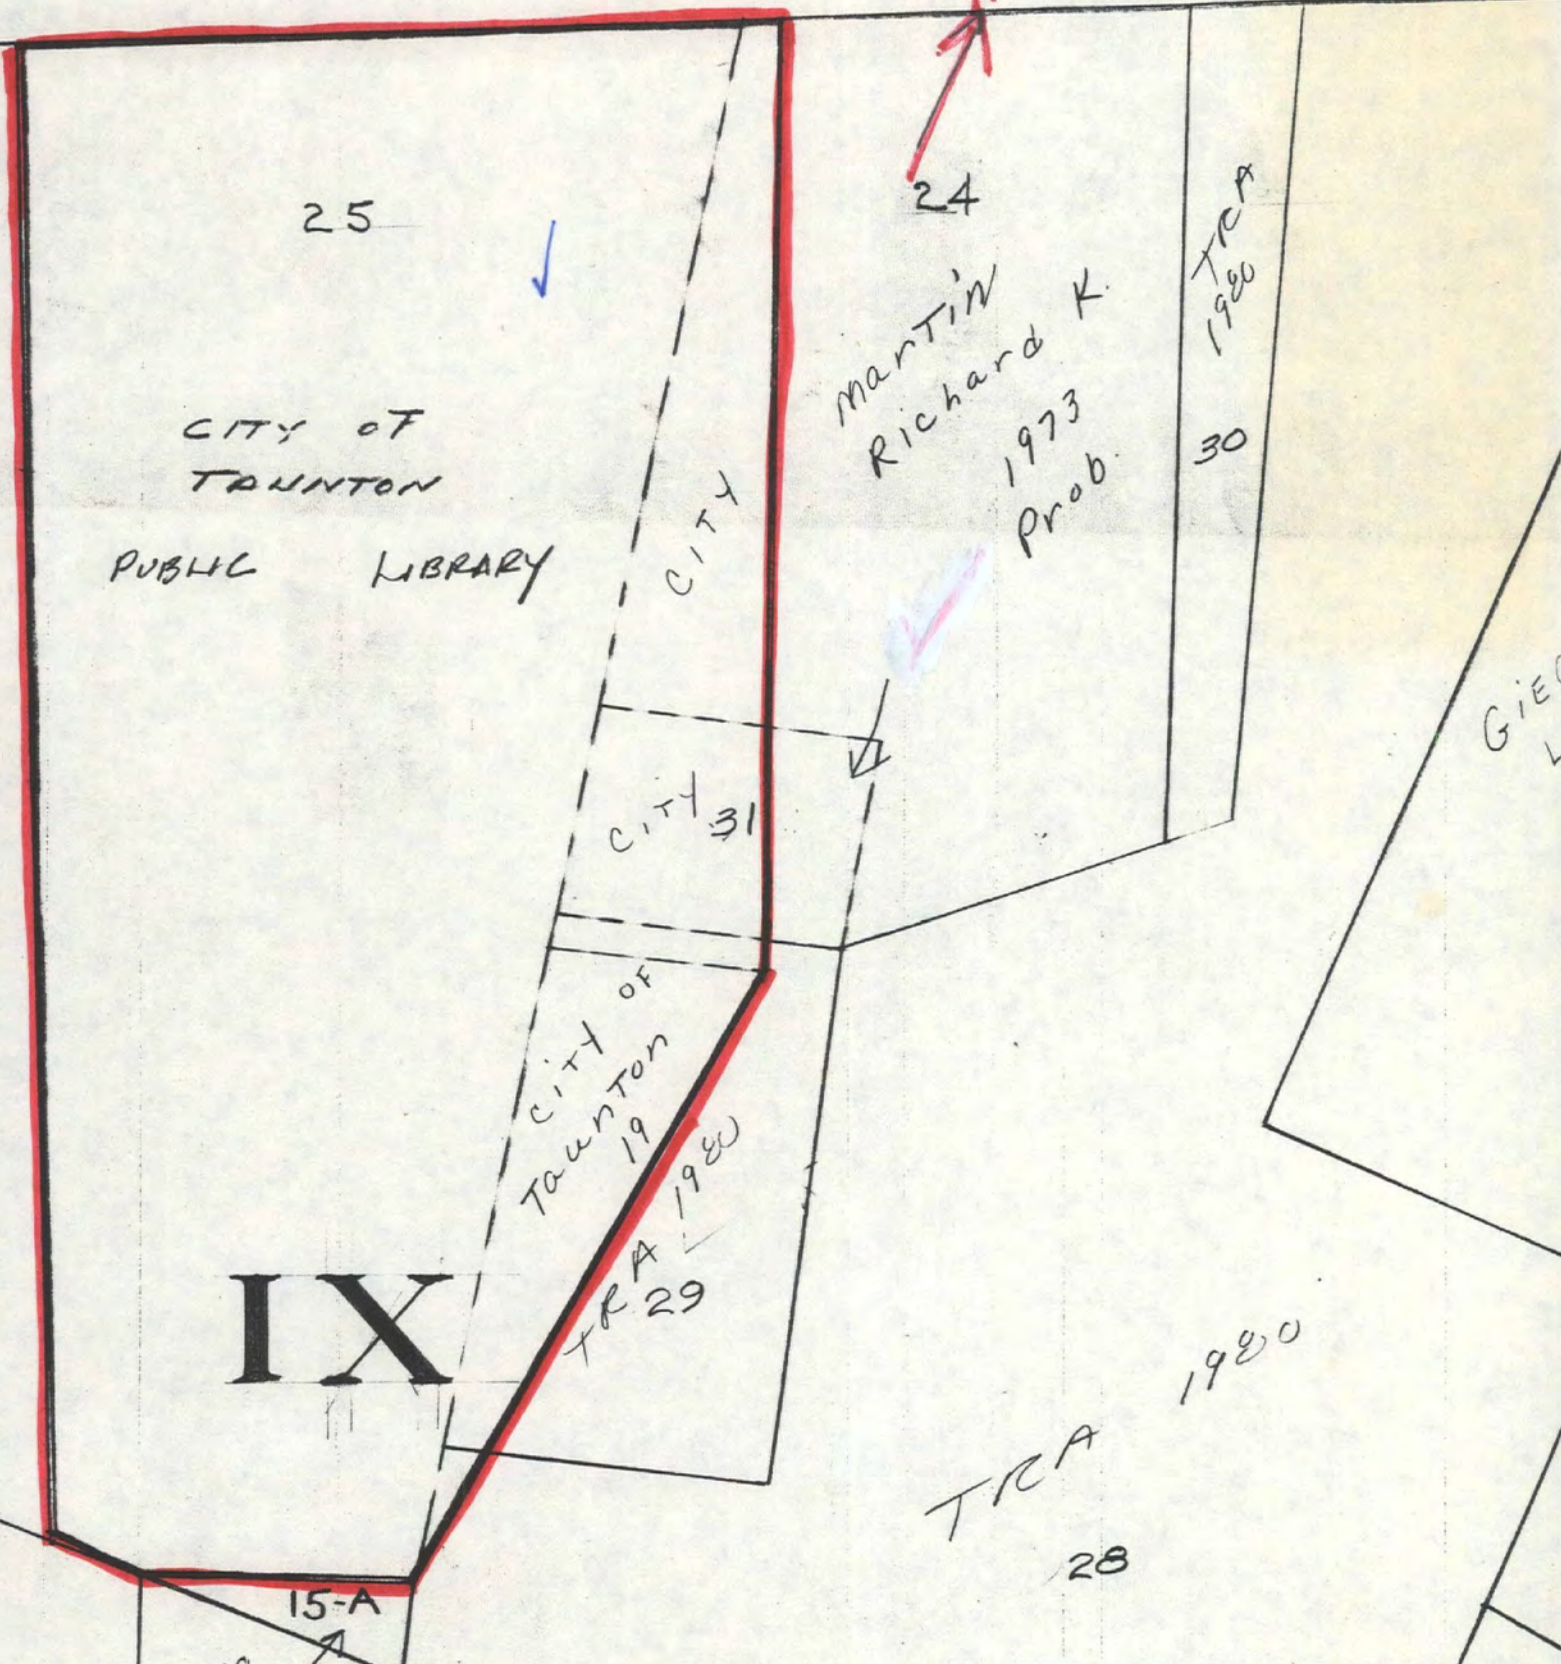 25
24
TRA
1980
MarTin
Richard K.
1973
Prob.
30
CITY OF
TAUNTON
PUBLIC LIBRARY
CITY
CITY 31
CITY OF
TaunTon
19
TRA 1980
29
IX
TRA 1980
28
15-A